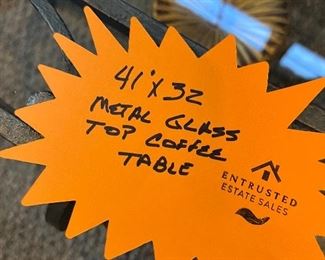 41" X 32
METAL GLASS
TOP COFFEE
TABLE
ENTRUSTED
ESTATE SALES